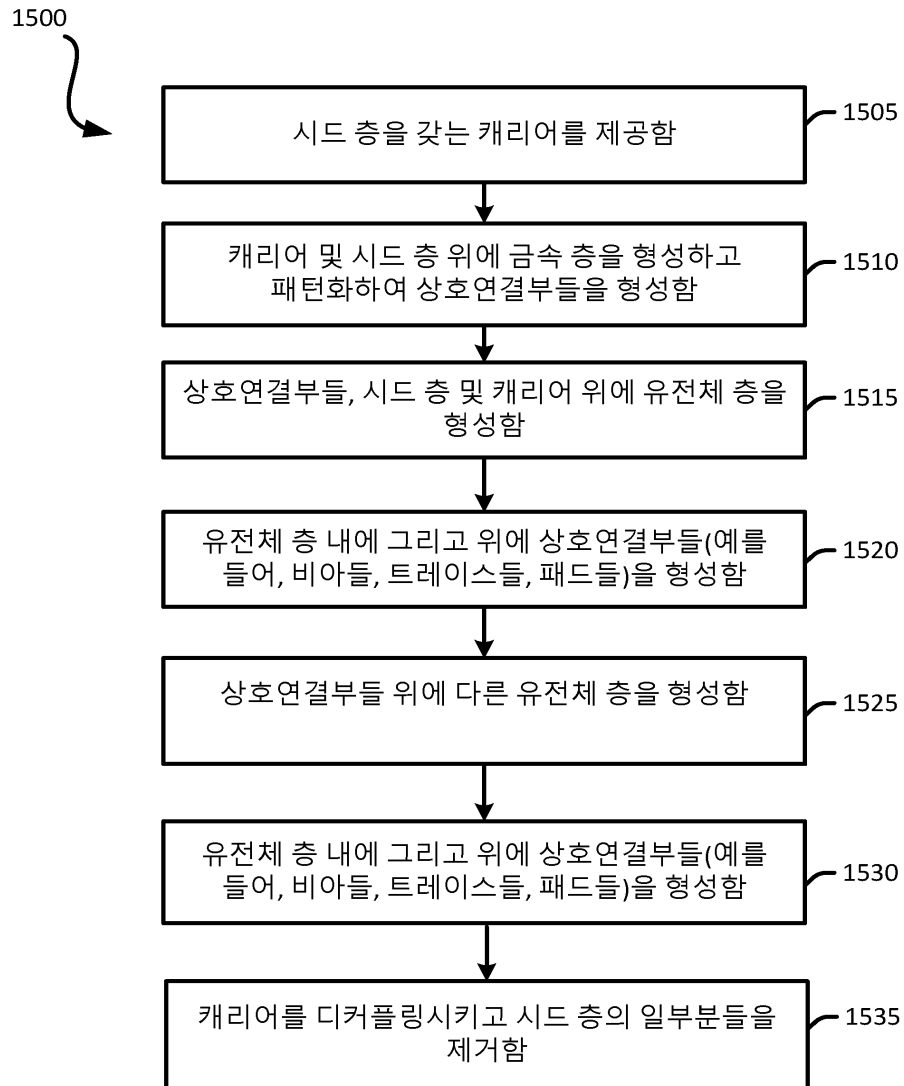 1500
시드 층을 갖는 캐리어를 제공함
1505
캐리어 및 시드 층 위에 금속 층을 형성하고
패턴화하여 상호연결부들을 형성함
1510
상호연결부들, 시드 층 및 캐리어 위에 유전체 층을
형성함
1515
유전체 층 내에 그리고 위에 상호연결부들(예를
들어, 비아들, 트레이스들, 패드들)을 형성함
1520
상호연결부들 위에 다른 유전체 층을 형성함
1525
유전체 층 내에 그리고 위에 상호연결부들(예를
들어, 비아들, 트레이스들, 패드들)을 형성함
1530
캐리어를 디커플링시키고 시드 층의 일부분들을
제거함
1535